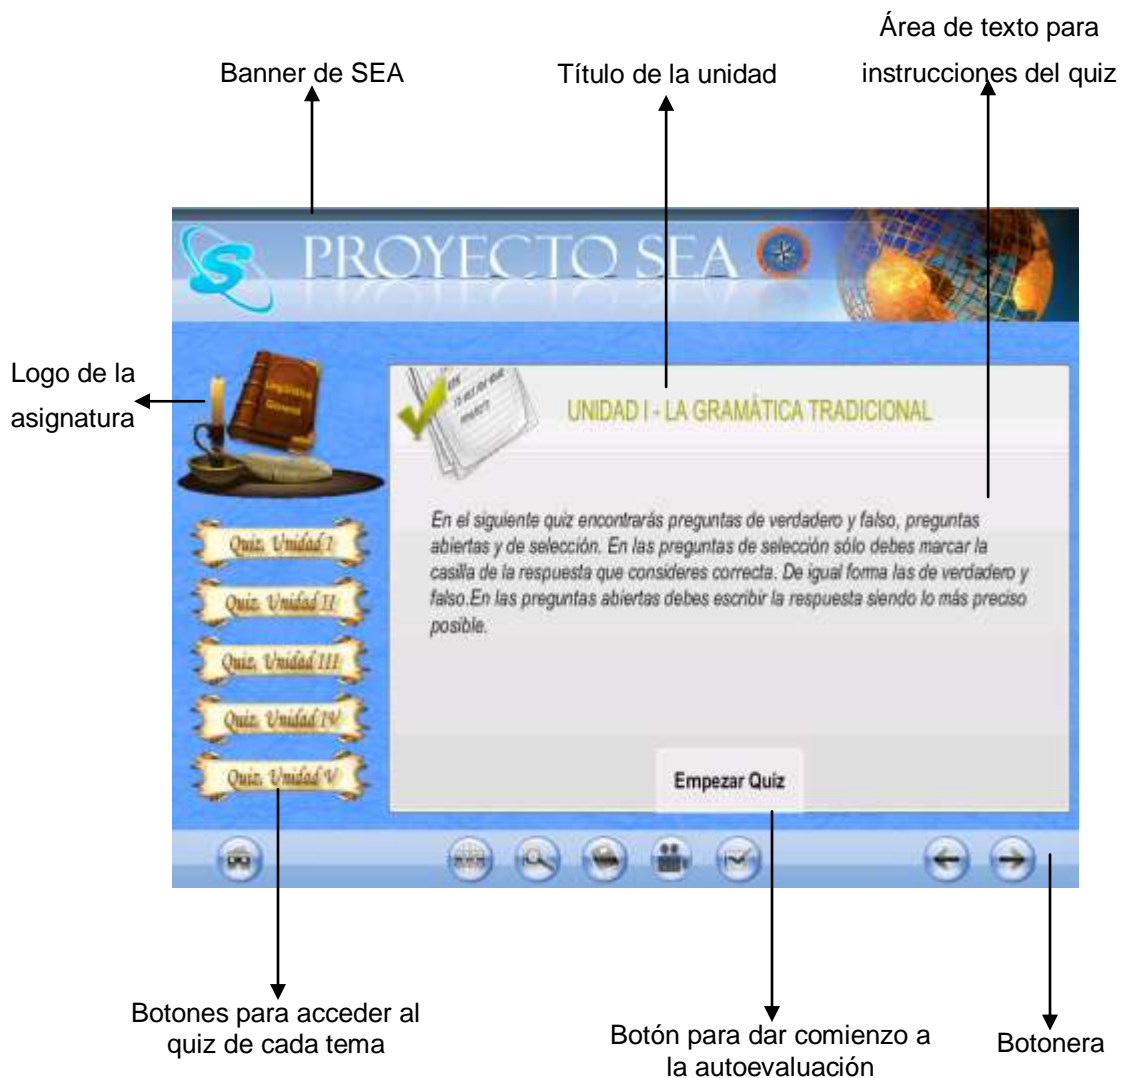 Área de texto para
instrucciones del quiz
Banner de SEA
Título de la unidad
PROYECTO SEA
Logo de la
asignatura
Lingüística
General
UNIDAD I - LA GRAMÁTICA TRADICIONAL
En el siguiente quiz encontrarás preguntas de verdadero y falso, preguntas
abiertas y de selección. En las preguntas de selección sólo debes marcar la
casilla de la respuesta que consideres correcta. De igual forma las de verdadero y
falso.En las preguntas abiertas debes escribir la respuesta siendo lo más preciso
posible.
Quiz. Unidad I
Quiz. Unidad II
Quiz. Unidad III
Quiz. Unidad IV
Quiz. Unidad V
Empezar Quiz
Botones para acceder al
quiz de cada tema
Botón para dar comienzo a
la autoevaluación
Botonera